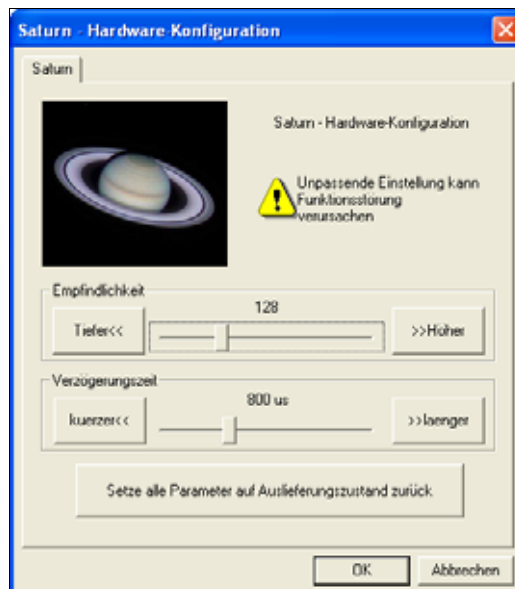 Saturn - Hardware-Konfiguration
Saturn
Saturn - Hardware-Konfiguration
Unpassende Einstellung kann
Funktionsstörung
verursachen
Empfindlichkeit
128
Tiefer<<
>>Höher
Verzögerungszeit
800 us
kuerzer<<
>>laenger
Setze alle Parameter auf Auslieferungszustand zurück
OK
Abbrechen